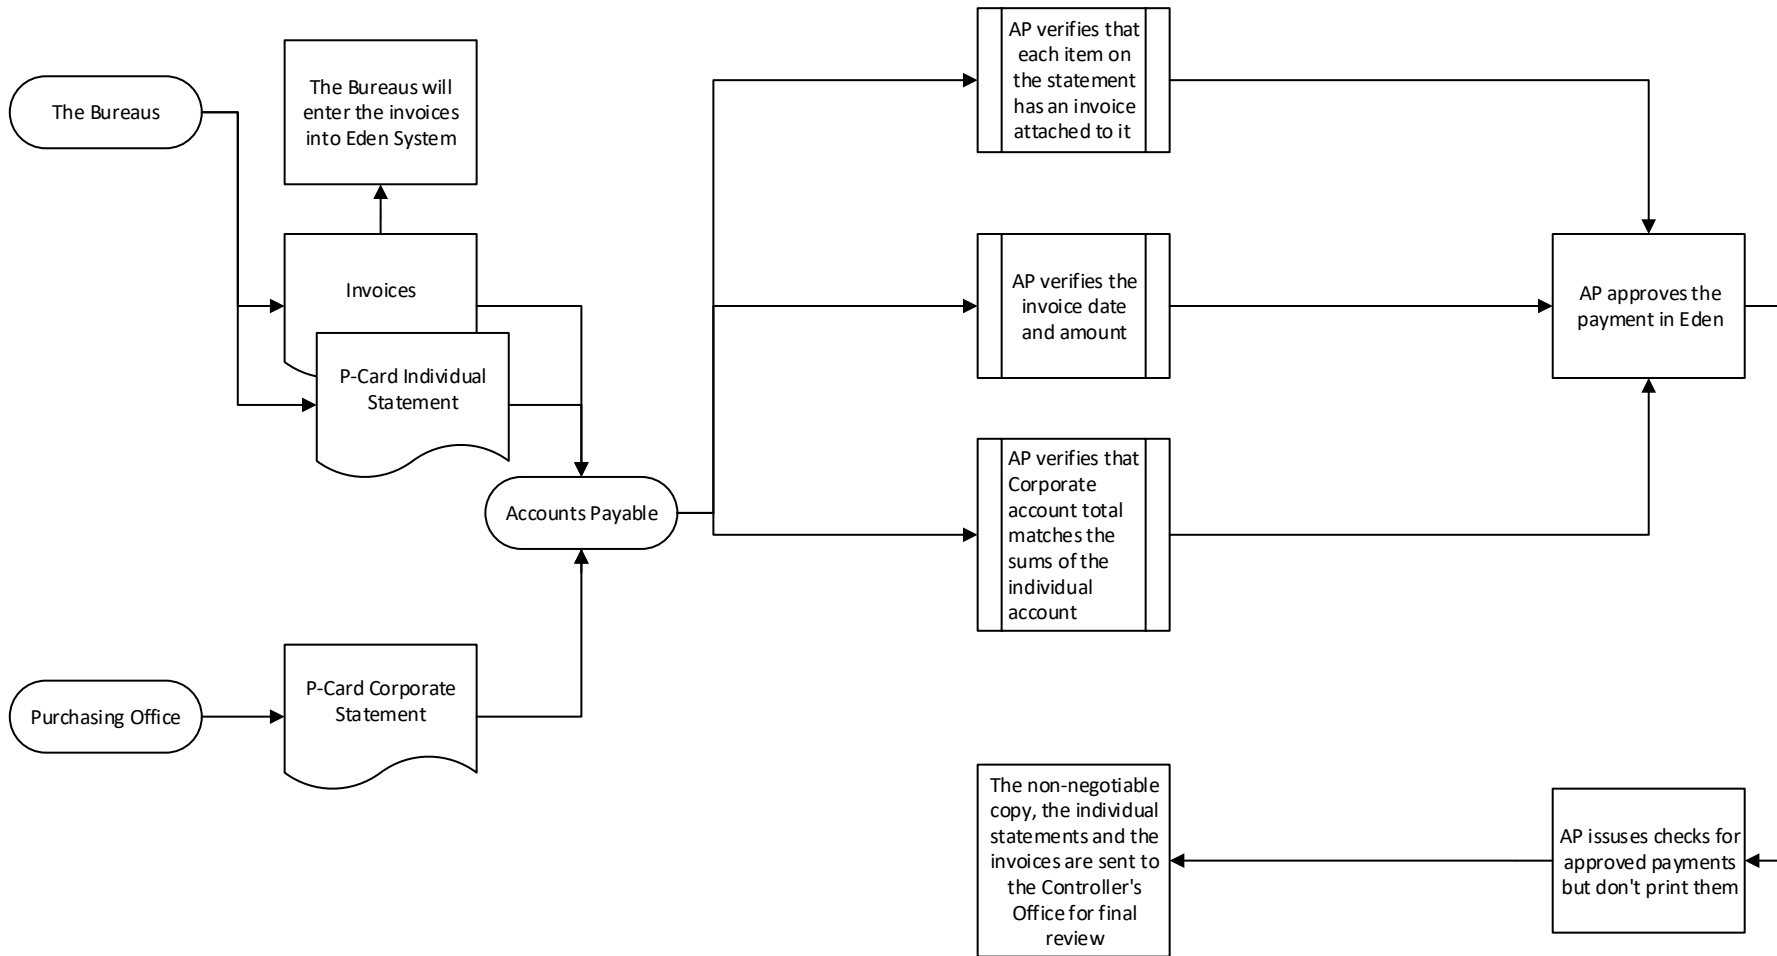 The Bureaus
The Bureaus will
enter the invoices
into Eden System
Invoices
P-Card Individual
Statement
Accounts Payable
Purchasing Office
P-Card Corporate
Statement
AP verifies that
each item on
the statement
has an invoice
attached to it
AP verifies the
invoice date
and amount
AP verifies that
Corporate
account total
matches the
sums of the
individual
account
AP approves the
payment in Eden
AP issuses checks for
approved payments
but don't print them
The non-negotiable
copy, the individual
statements and the
invoices are sent to
the Controller's
Office for final
review